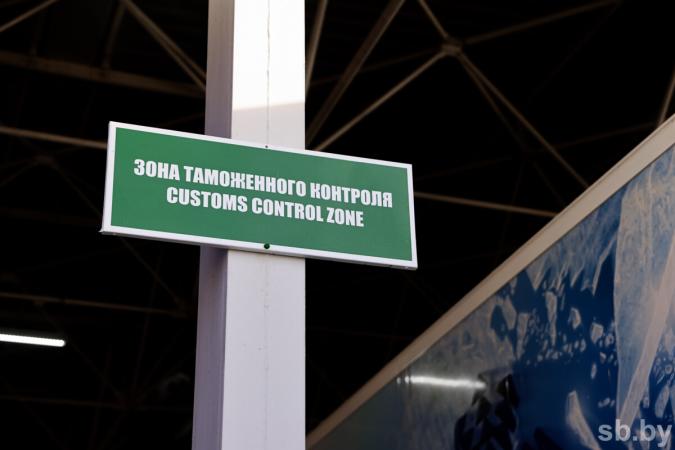 ЗОНА ТАМОЖЕННОГО КОНТРОЛЯ
CUSTOMS CONTROL ZONE
sb.by